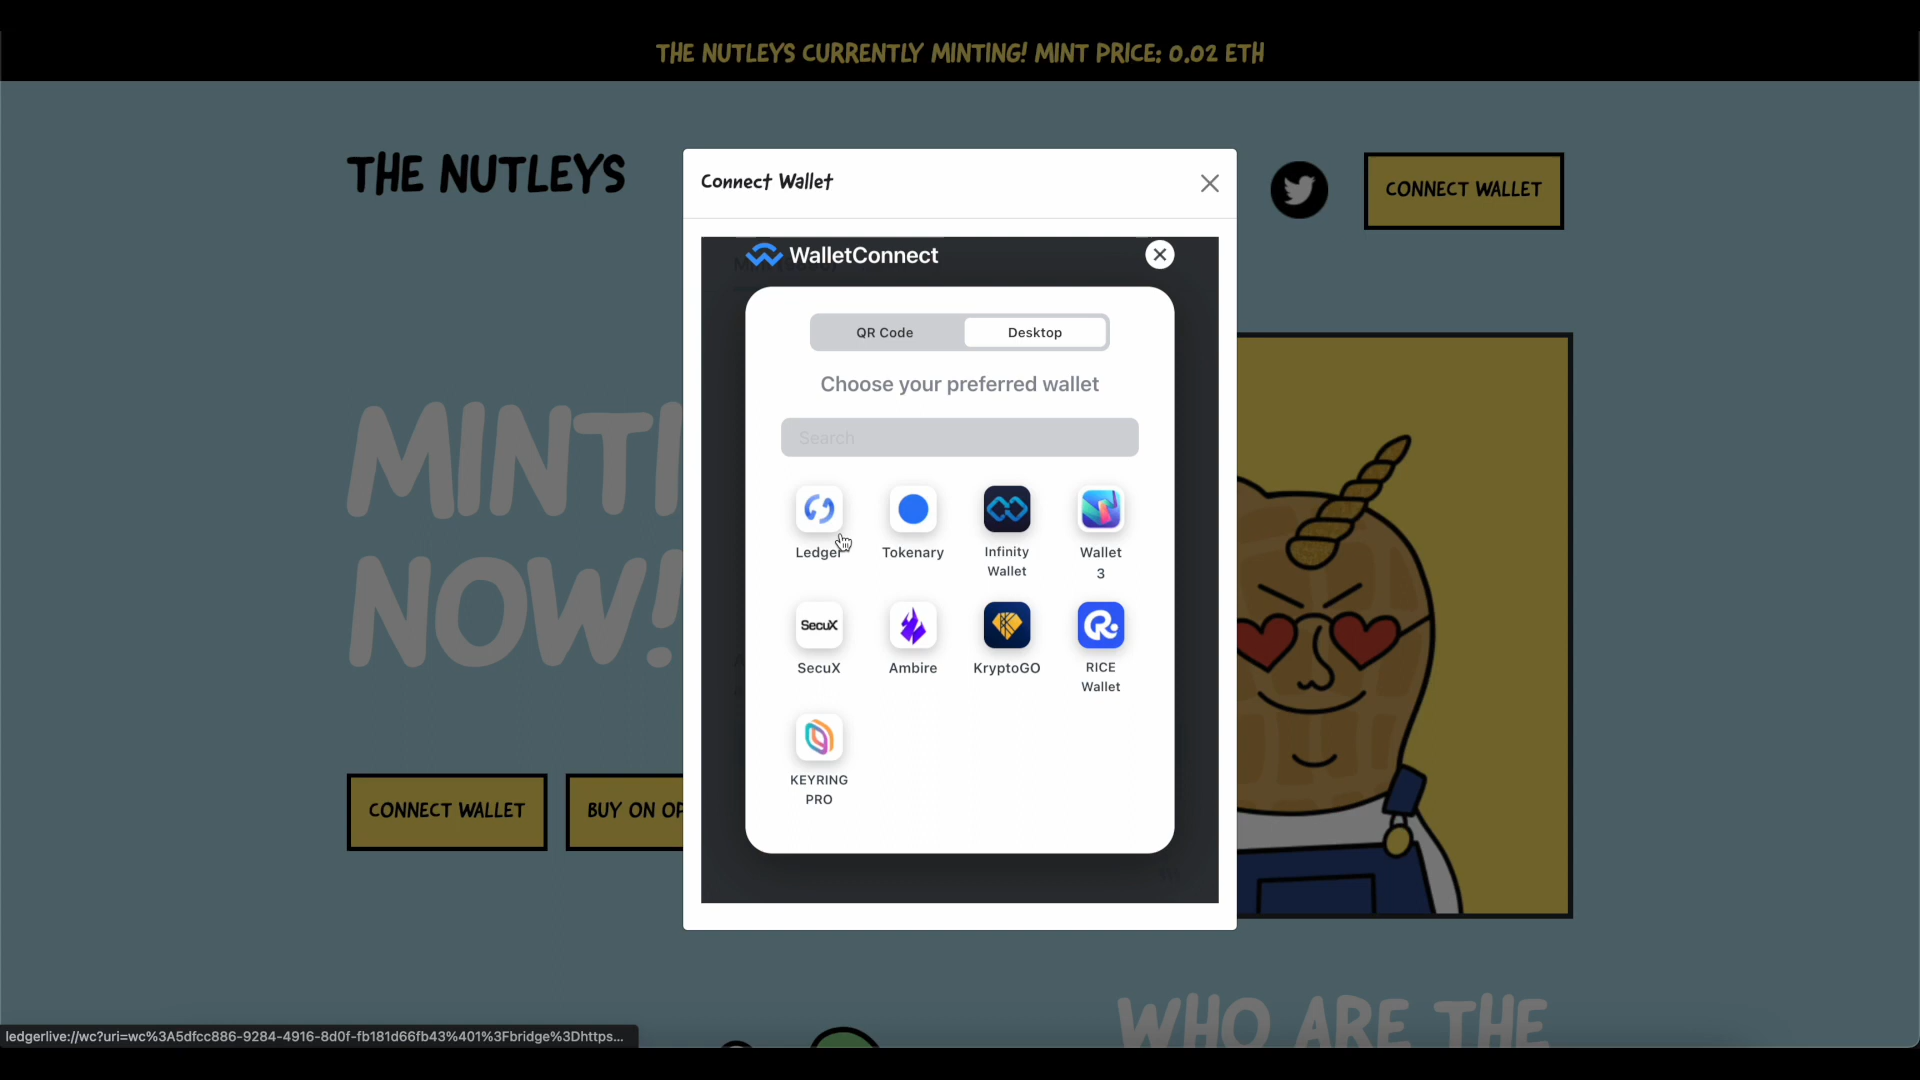 THE NUTLEYS CURRENTLY MINTING! MINT PRICE: 0.02 ETH
THE NUTLEYS
Connect Wallet
CONNECT WALLET
WalletConnect
QR Code
Desktop
Choose your preferred wallet
Search
MINTI
NOW!
Ledger
Tokenary
Infinity
Wallet
Wallet
3
SecuX
SecuX
Ambire
KryptoGO
RICE
Wallet
KEYRING
PRO
CONNECT WALLET
BUY ON OP
WHO ARE THE
ledgerlive://wc?uri=wc%3A5dfcc886-9284-4916-8d0f-fb181d66fb43%401%3Fbridge%3Dhttps...